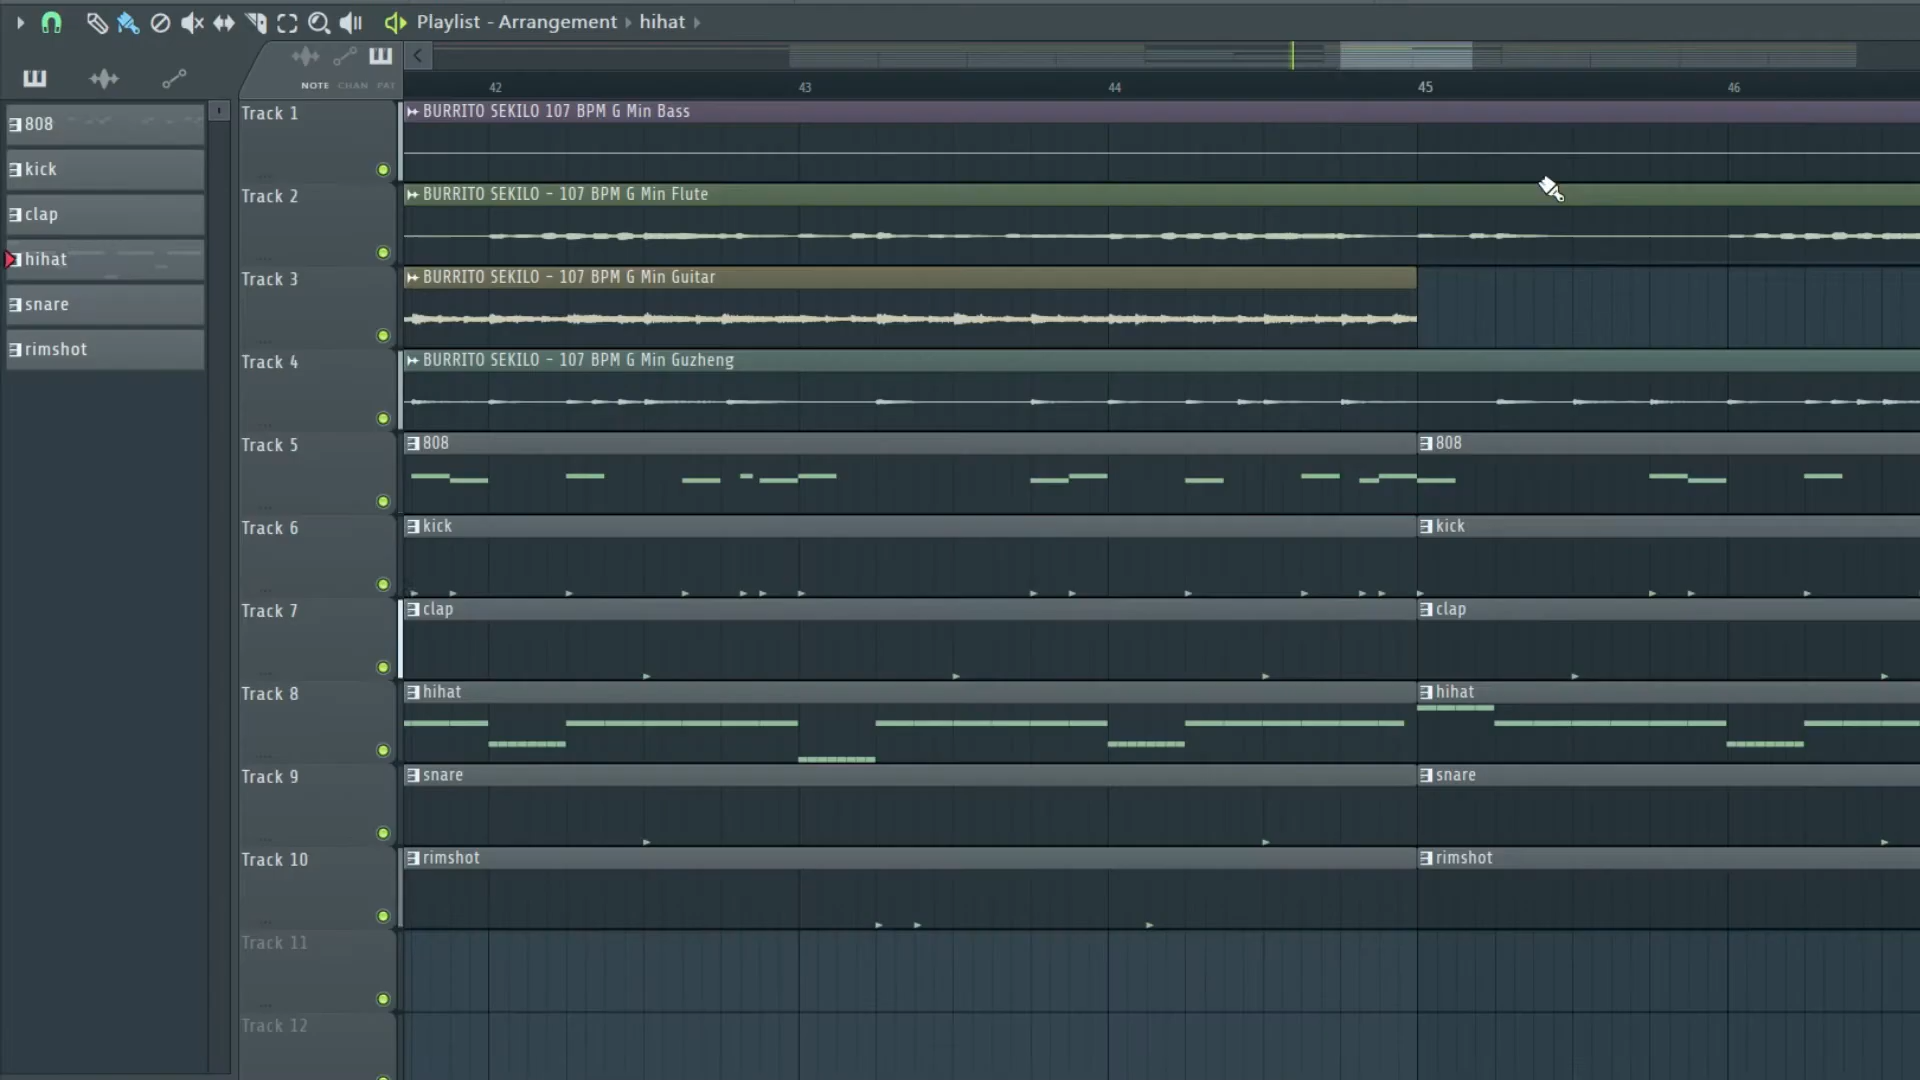 Playlist - Arrangement › hihat ›
NOTE CHAN PAT
42 43 44 45 46
808
kick
clap
hihat
snare
rimshot
Track 1
BURRITO SEKILO 107 BPM G Min Bass
Track 2
BURRITO SEKILO - 107 BPM G Min Flute
Track 3
BURRITO SEKILO - 107 BPM G Min Guitar
Track 4
BURRITO SEKILO - 107 BPM G Min Guzheng
Track 5
808 808
Track 6
kick kick
Track 7
clap clap
Track 8
hihat hihat
Track 9
snare snare
Track 10
rimshot rimshot
Track 11
Track 12